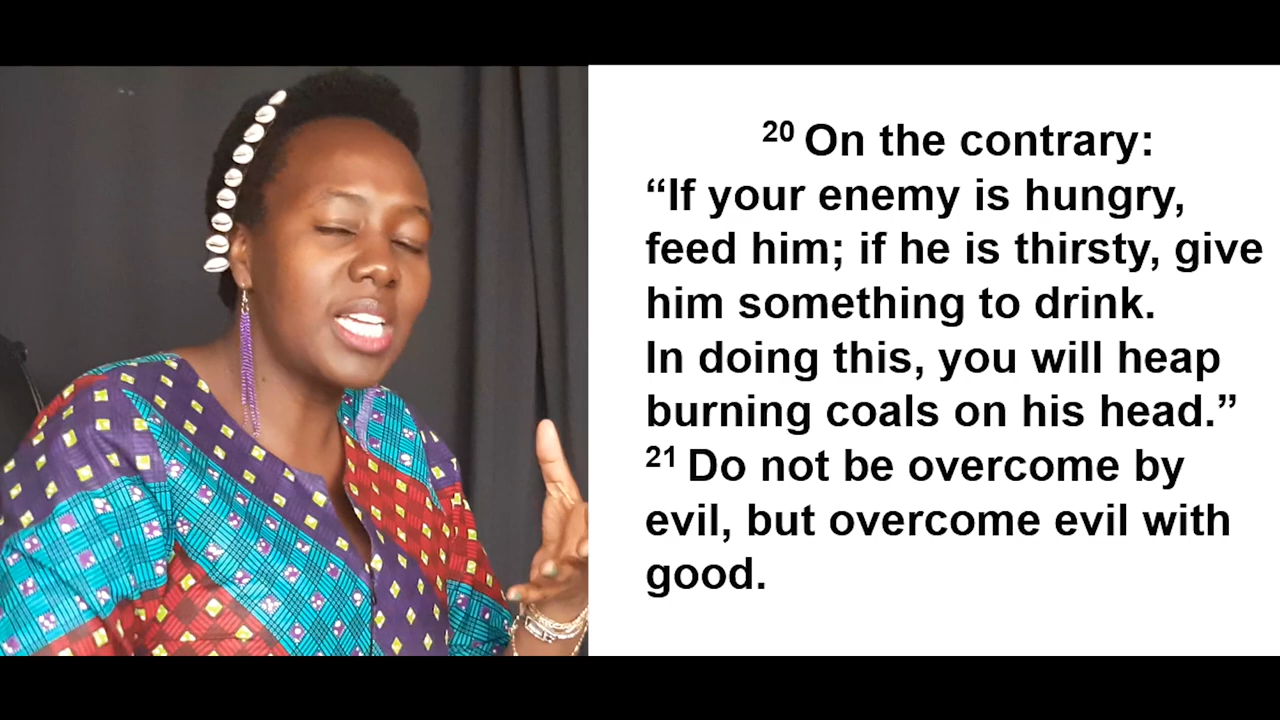 20 On the contrary:
“If your enemy is hungry,
feed him; if he is thirsty, give
him something to drink.
In doing this, you will heap
burning coals on his head.”
21 Do not be overcome by
evil, but overcome evil with
good.